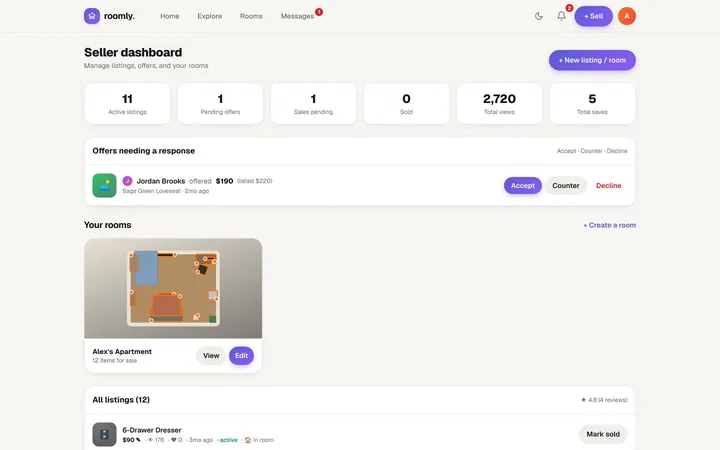 roomly.
Home
Explore
Rooms
Messages
1
2
+ Sell
A
Seller dashboard
Manage listings, offers, and your rooms
+ New listing / room
11
Active listings
1
Pending offers
1
Sales pending
0
Sold
2,720
Total views
5
Total saves
Offers needing a response
Accept · Counter · Decline
J Jordan Brooks offered $190 (listed $220)
Sage Green Loveseat · 2mo ago
Accept
Counter
Decline
Your rooms
+ Create a room
Alex's Apartment
12 items for sale
View
Edit
All listings (12)
★ 4.8 (4 reviews)
6-Drawer Dresser
$90 ✎ · 👁 176 · ♥ 0 · 3mo ago · active · 🏠 in room
Mark sold